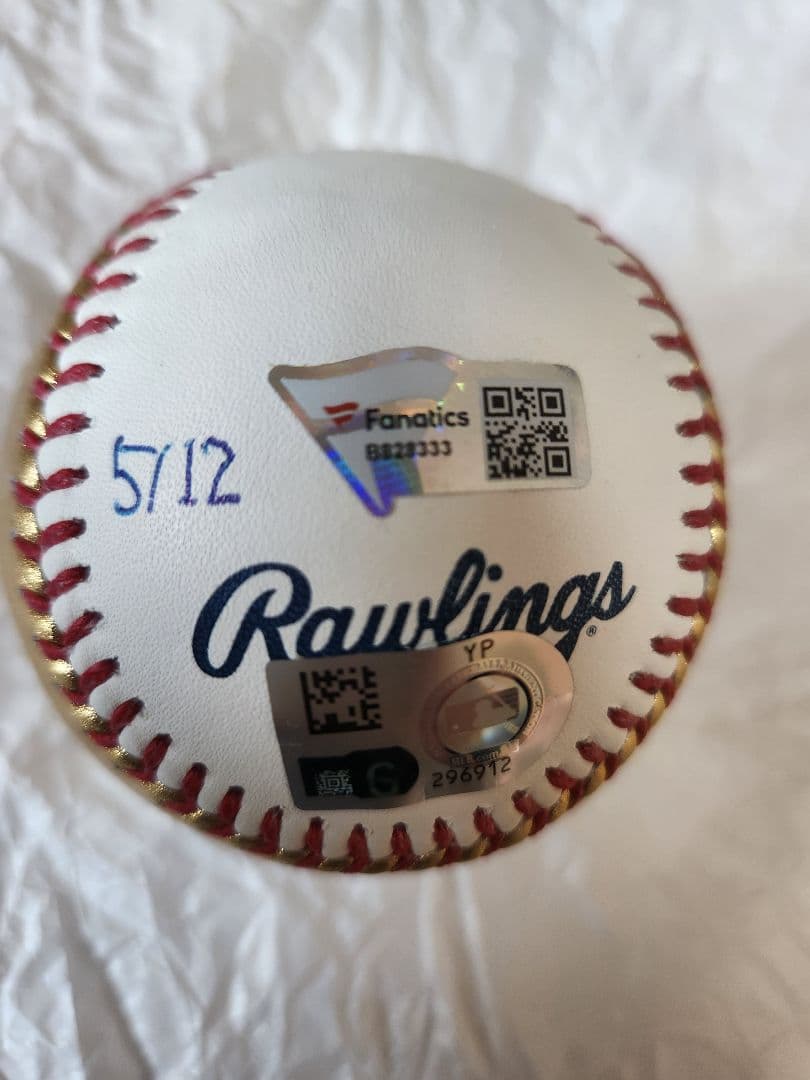 Fanatics
B828333
5/12
Rawlings®
YP
G
296912